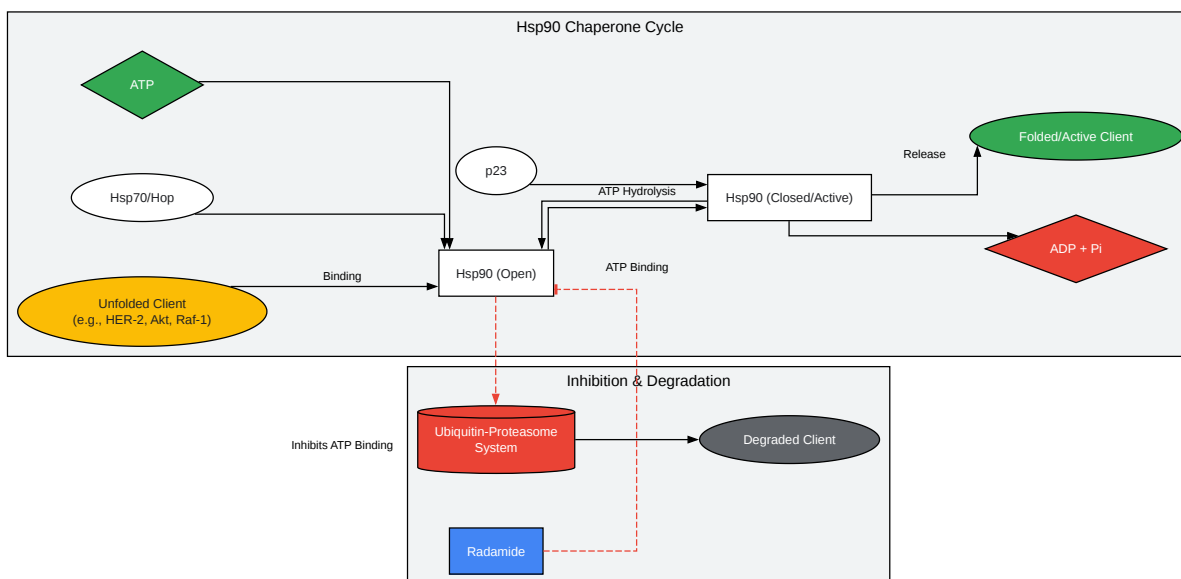 Hsp90 Chaperone Cycle
ATP
Folded/Active Client
Release
p23
Hsp70/Hop
ATP Hydrolysis
Hsp90 (Closed/Active)
ADP + Pi
Hsp90 (Open)
ATP Binding
Binding
Unfolded Client
(e.g., HER-2, Akt, Raf-1)
Inhibition & Degradation
Inhibits ATP Binding
Ubiquitin-Proteasome
System
Degraded Client
Radamide